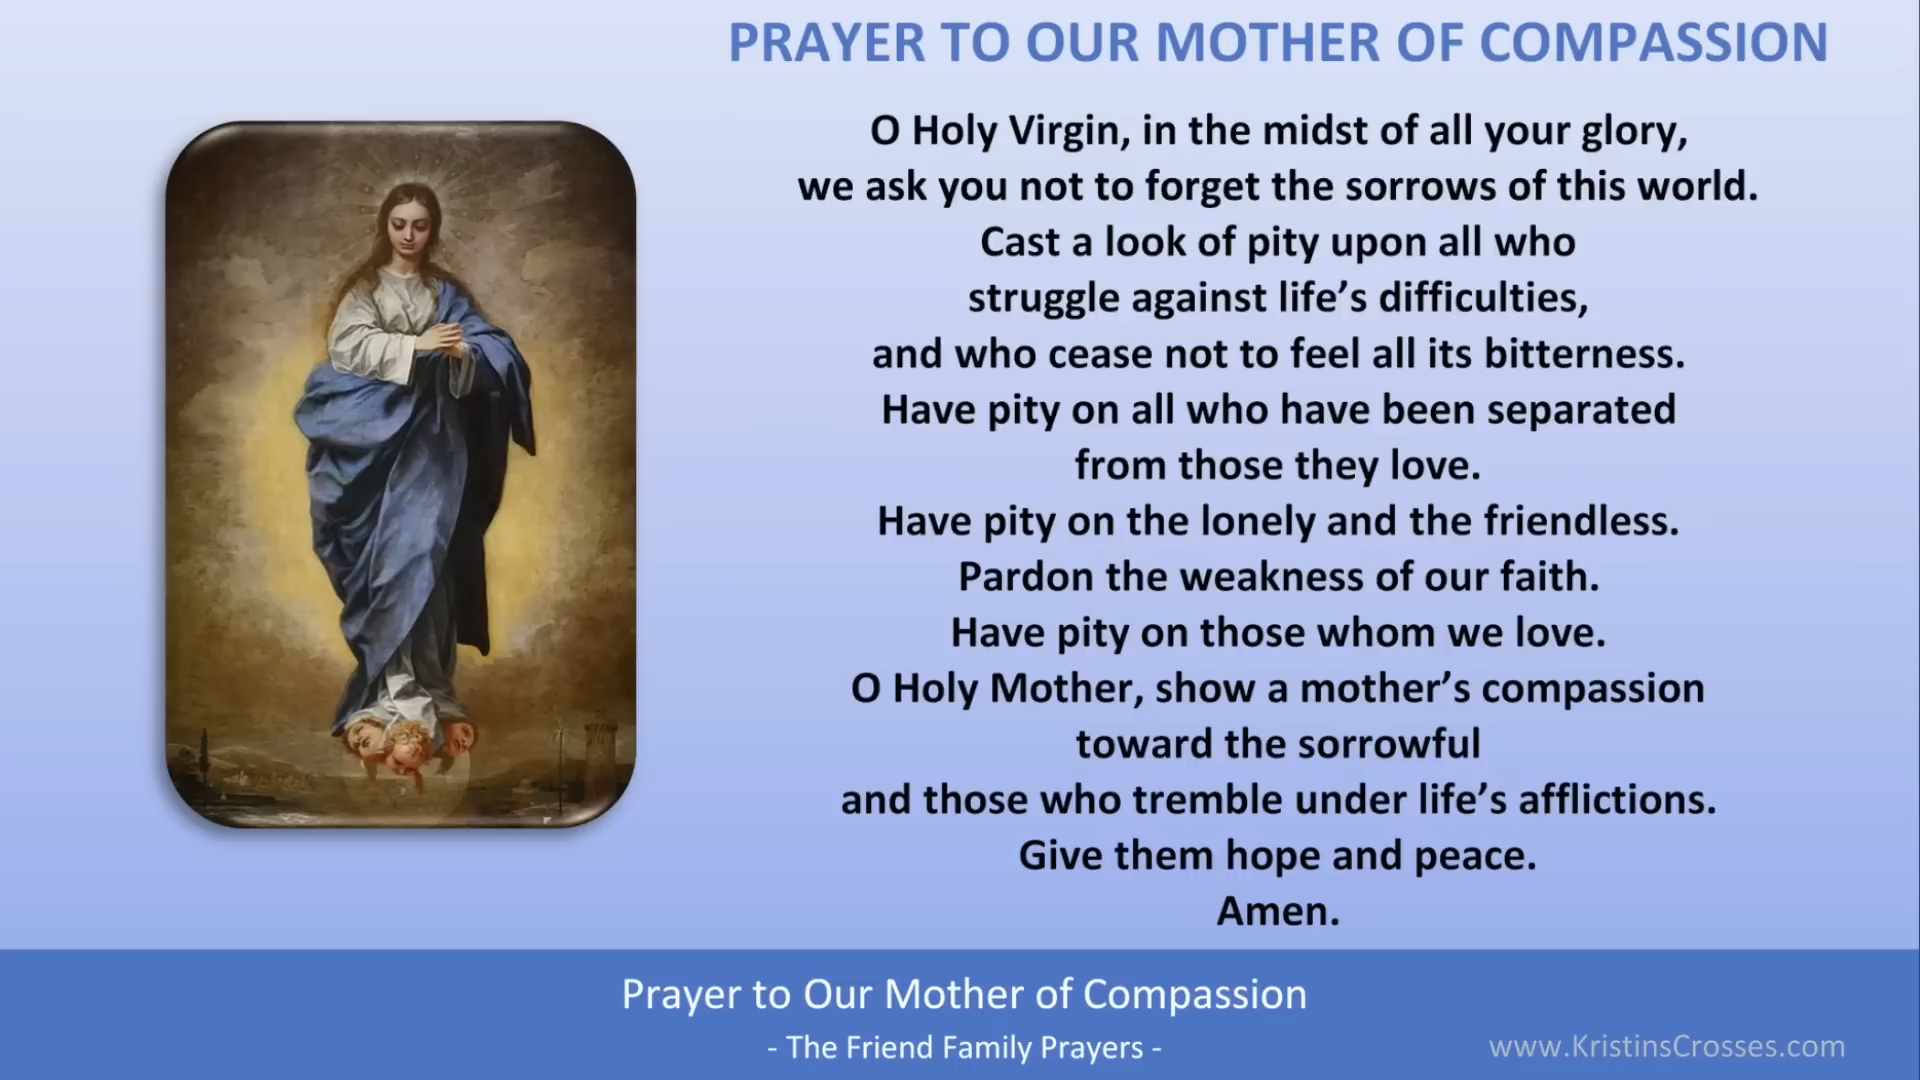 PRAYER TO OUR MOTHER OF COMPASSION
O Holy Virgin, in the midst of all your glory,
we ask you not to forget the sorrows of this world.
Cast a look of pity upon all who
struggle against life’s difficulties,
and who cease not to feel all its bitterness.
Have pity on all who have been separated
from those they love.
Have pity on the lonely and the friendless.
Pardon the weakness of our faith.
Have pity on those whom we love.
O Holy Mother, show a mother’s compassion
toward the sorrowful
and those who tremble under life’s afflictions.
Give them hope and peace.
Amen.
Prayer to Our Mother of Compassion
- The Friend Family Prayers -
www.KristinsCrosses.com